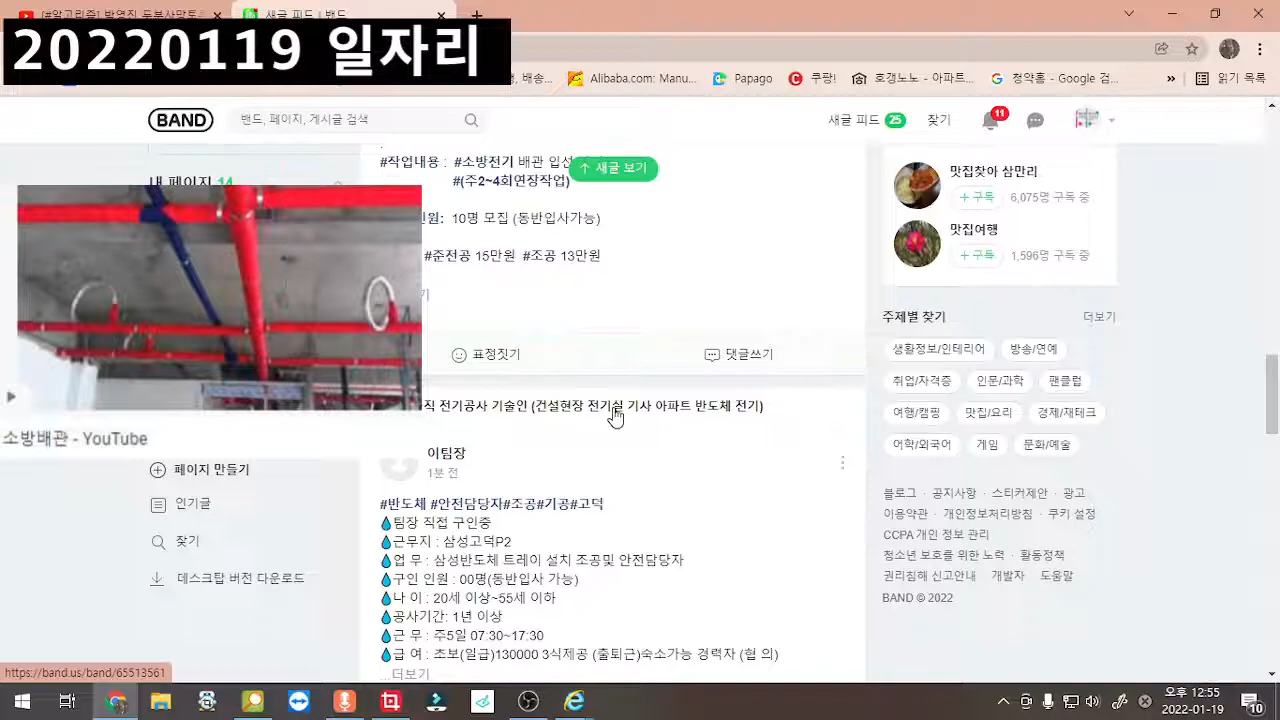 새글 피드 | 밴드
20220119 일자리
배송...
Alibaba.com: Manu...
Papago
쿠팡!
호갱노노 - 아파트...
청약홈 - Google 검...
읽기 목록
BAND
밴드, 페이지, 게시글 검색
새글 피드 25
찾기
11
내 페이지 14
#작업내용 : #소방전기 배관 입선
↑ 새글 보기
#(주2~4회연장작업)
인원: 10명 모집 (동반입사가능)
#준전공 15만원 #조공 13만원
표정짓기
댓글쓰기
직 전기공사 기술인 (건설현장 전기실 기사 아파트 반도체 전기)
소방배관 - YouTube
이팀장
1분 전
#반도체 #안전담당자#조공#기공#고덕
팀장 직접 구인중
근무지 : 삼성고덕P2
업 무 : 삼성반도체 트레이 설치 조공및 안전담당자
구인 인원 : 00명(동반입사 가능)
나 이 : 20세 이상~55세 이하
공사기간: 1년 이상
근 무 : 주5일 07:30~17:30
급 여 : 초보(일급)130000 3식제공 (출퇴근)숙소가능 경력자 (협 의)
...더보기
페이지 만들기
인기글
찾기
데스크탑 버전 다운로드
맛집찾아 삼만리
+ 구독 6,075명 구독 중
맛집여행
+ 구독 1,596명 구독 중
주제별 찾기 더보기
생활정보/인테리어 방송/연예
취업/자격증 인문/과학 팬클럽
여행/캠핑 맛집/요리 경제/재테크
어학/외국어 게임 문화/예술
블로그 · 공지사항 · 스티커제안 · 광고
이용약관 · 개인정보처리방침 · 쿠키 설정
CCPA 개인 정보 관리
청소년 보호를 위한 노력 · 활동정책
권리침해 신고안내 개발자 도움말
BAND © 2022
https://band.us/band/65513561
오후 12:55
2022-01-19
10